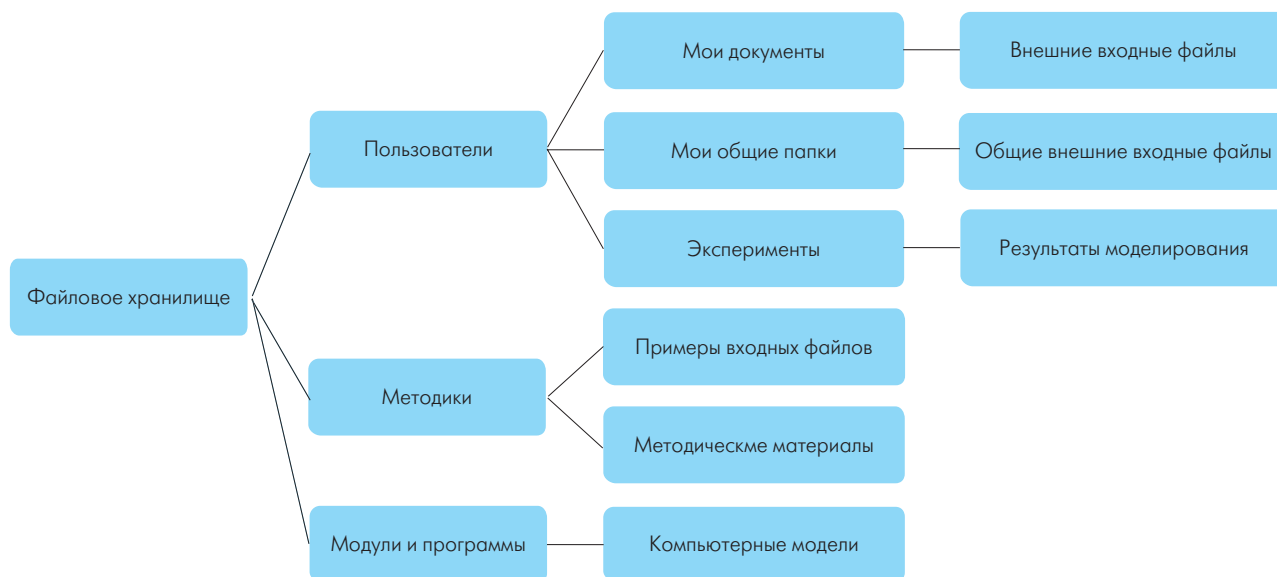 Мои документы
Внешние входные файлы
Пользователи
Мои общие папки
Общие внешние входные файлы
Эксперименты
Результаты моделирования
Файловое хранилище
Примеры входных файлов
Методики
Методическме материалы
Модули и программы
Компьютерные модели